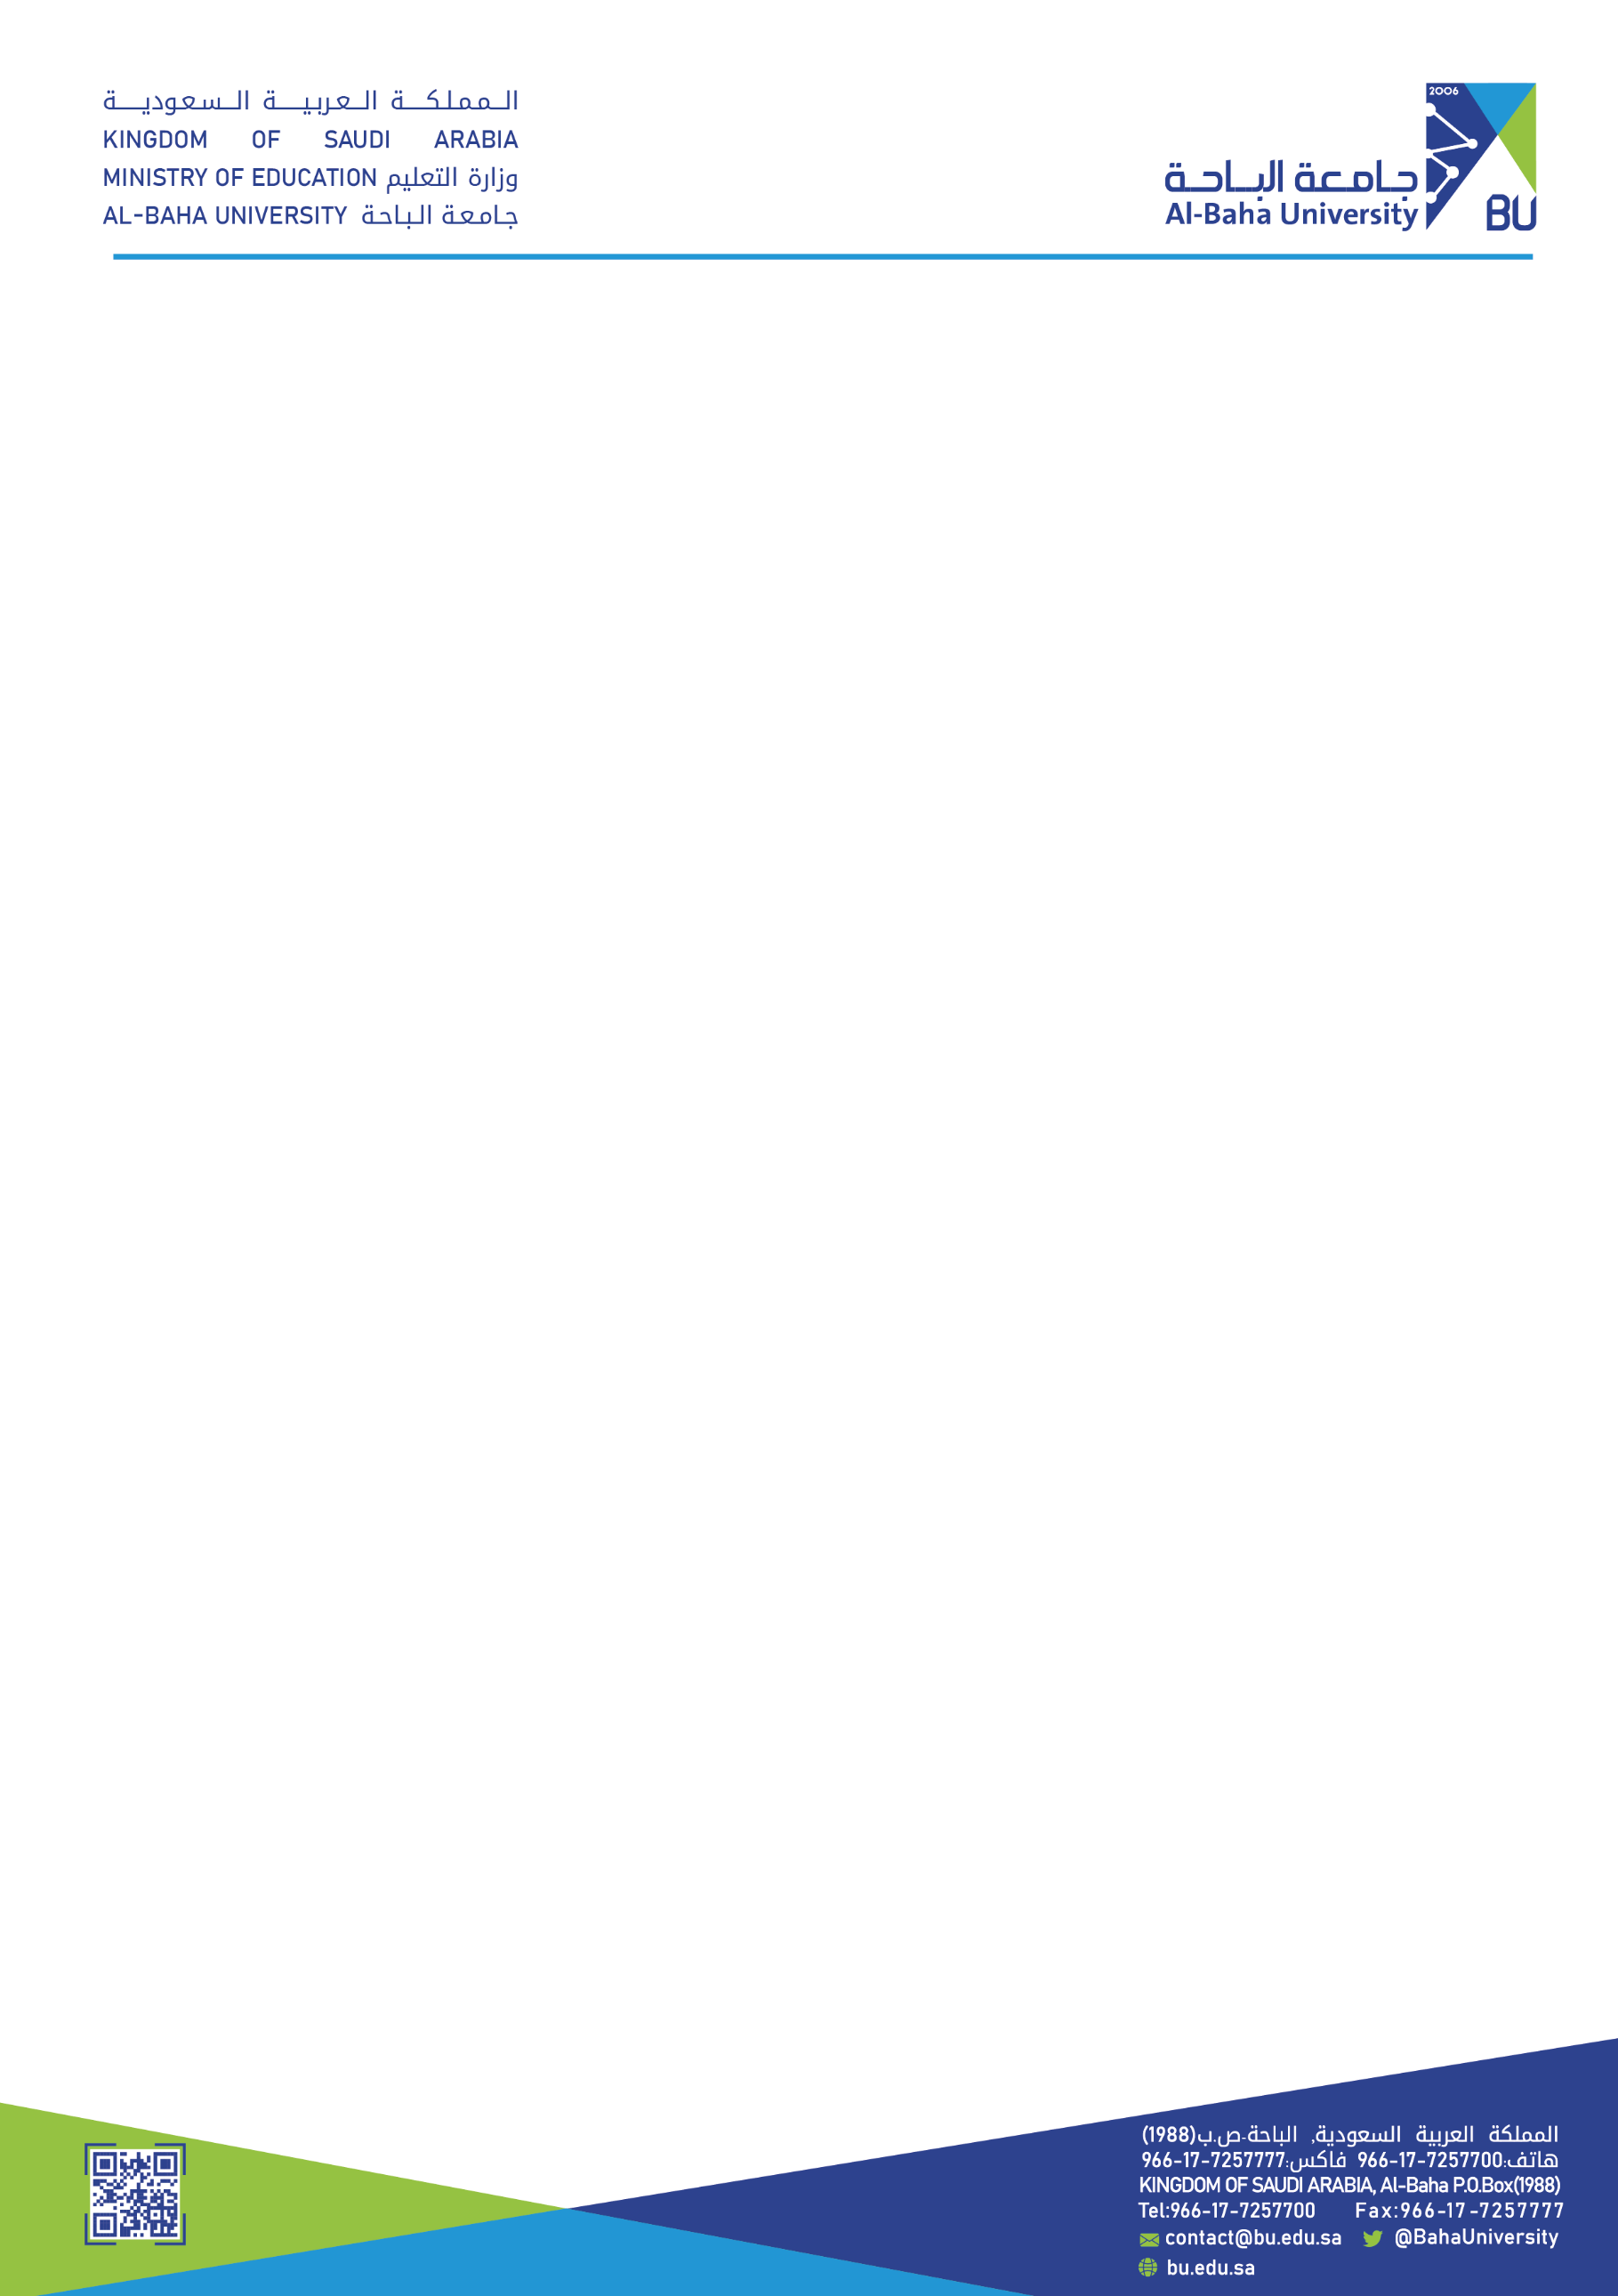 المملكة العربية السعودية
KINGDOM OF SAUDI ARABIA
MINISTRY OF EDUCATION وزارة التعليم
AL-BAHA UNIVERSITY جامعة الباحة
2006
جامعة الباحة
Al-Baha University
BU
المملكة العربية السعودية, الباحة-ص.ب(1988)
هاتف:7257700-17-966 فاكس:7257777-17-966
KINGDOM OF SAUDI ARABIA, Al-Baha P.O.Box(1988)
Tel:966-17-7257700 Fax:966-17-7257777
contact@bu.edu.sa @BahaUniversity
bu.edu.sa